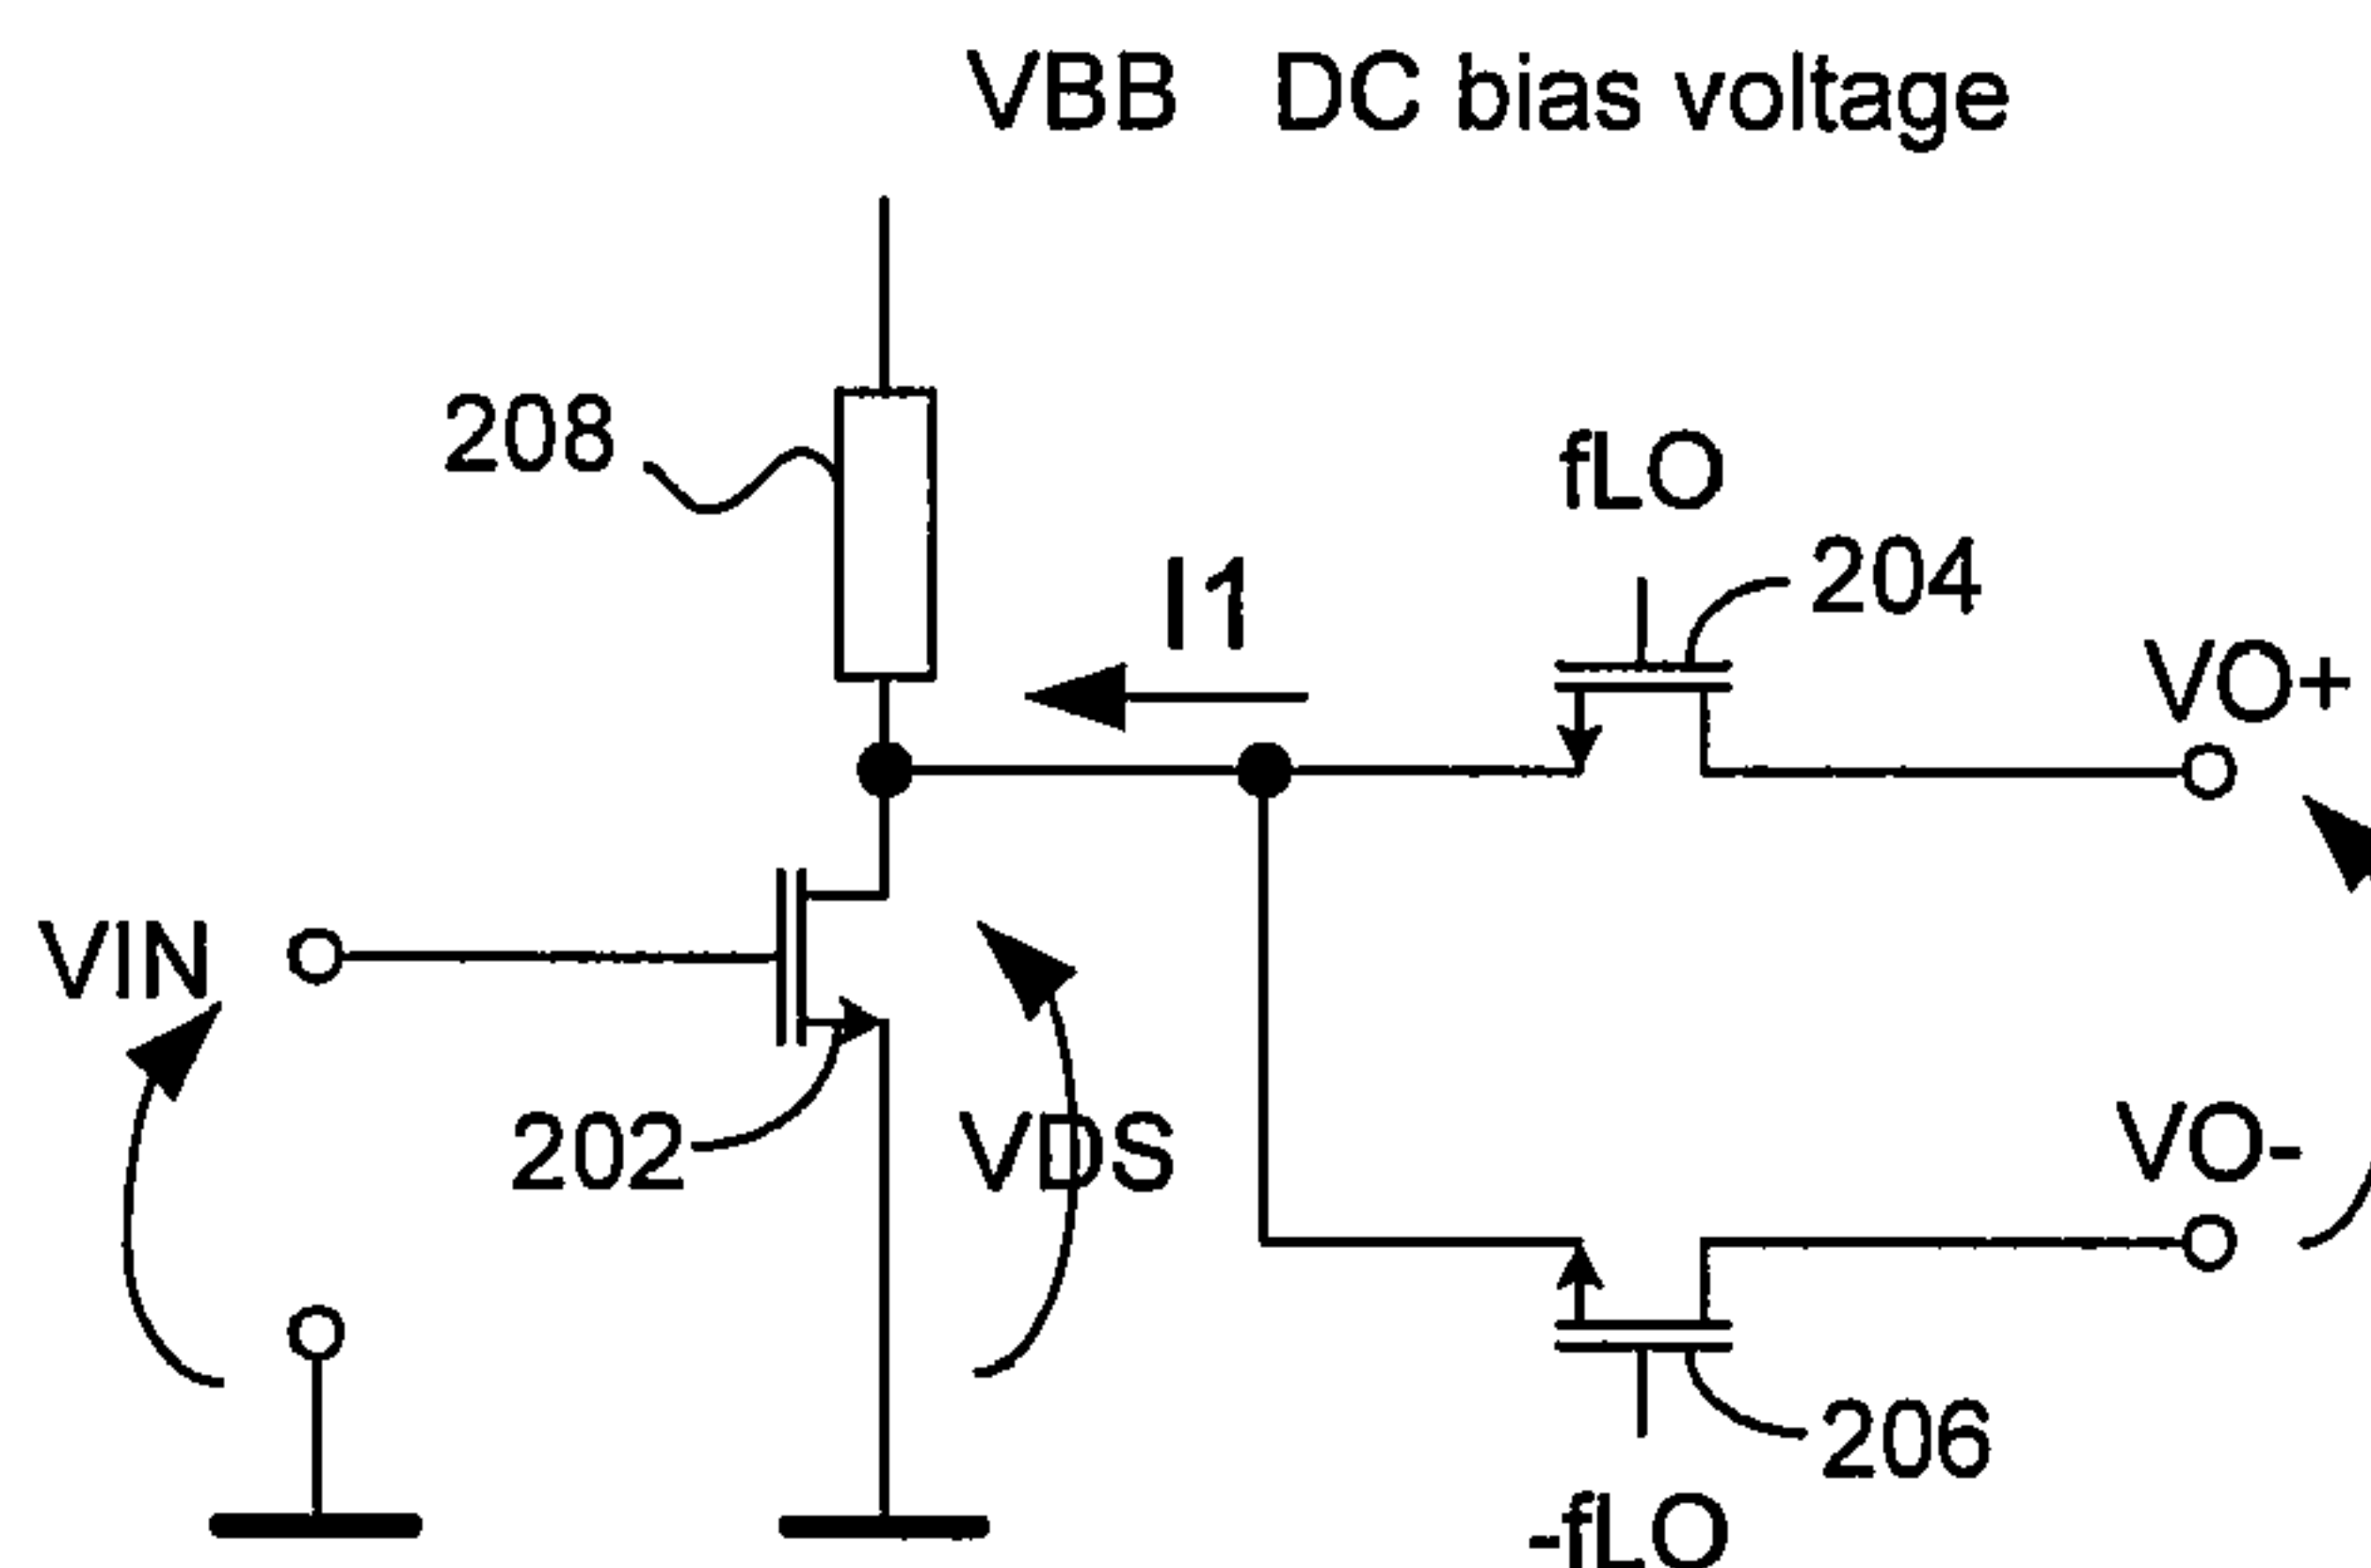 VBB DC bias voltage
208
fLO
204
I1
VO+
VIN
202
VDS
VO-
206
-fLO